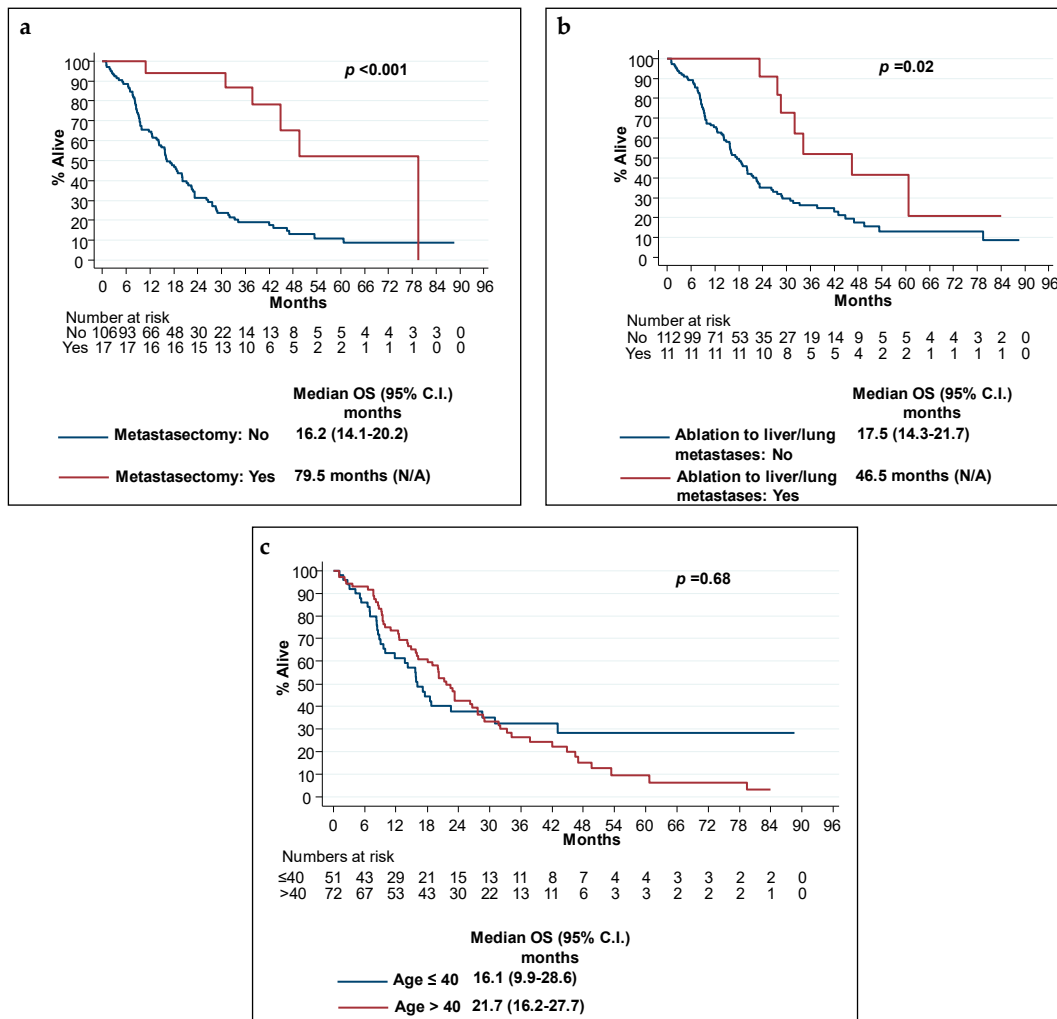 a
p <0.001
100
90
80
70
60
50
40
30
20
10
0
% Alive
0 6 12 18 24 30 36 42 48 54 60 66 72 78 84 90 96
Months
Number at risk
No 106 93 66 48 30 22 14 13 8 5 5 4 4 3 3 0
Yes 17 17 16 16 15 13 10 6 5 2 2 1 1 1 0 0
Median OS (95% C.I.)
months
Metastasectomy: No 16.2 (14.1-20.2)
Metastasectomy: Yes 79.5 months (N/A)
b
p =0.02
100
90
80
70
60
50
40
30
20
10
0
% Alive
0 6 12 18 24 30 36 42 48 54 60 66 72 78 84 90 96
Months
Number at risk
No 112 99 71 53 35 27 19 14 9 5 5 4 4 3 2 0
Yes 11 11 11 11 10 8 5 5 4 2 2 1 1 1 1 0
Median OS (95% C.I.)
months
Ablation to liver/lung 17.5 (14.3-21.7)
metastases: No
Ablation to liver/lung 46.5 months (N/A)
metastases: Yes
c
p =0.68
100
90
80
70
60
50
40
30
20
10
0
% Alive
0 6 12 18 24 30 36 42 48 54 60 66 72 78 84 90 96
Months
Numbers at risk
≤40 51 43 29 21 15 13 11 8 7 4 4 3 3 2 2 0
>40 72 67 53 43 30 22 13 11 6 3 3 2 2 2 1 0
Median OS (95% C.I.)
months
Age ≤ 40 16.1 (9.9-28.6)
Age > 40 21.7 (16.2-27.7)